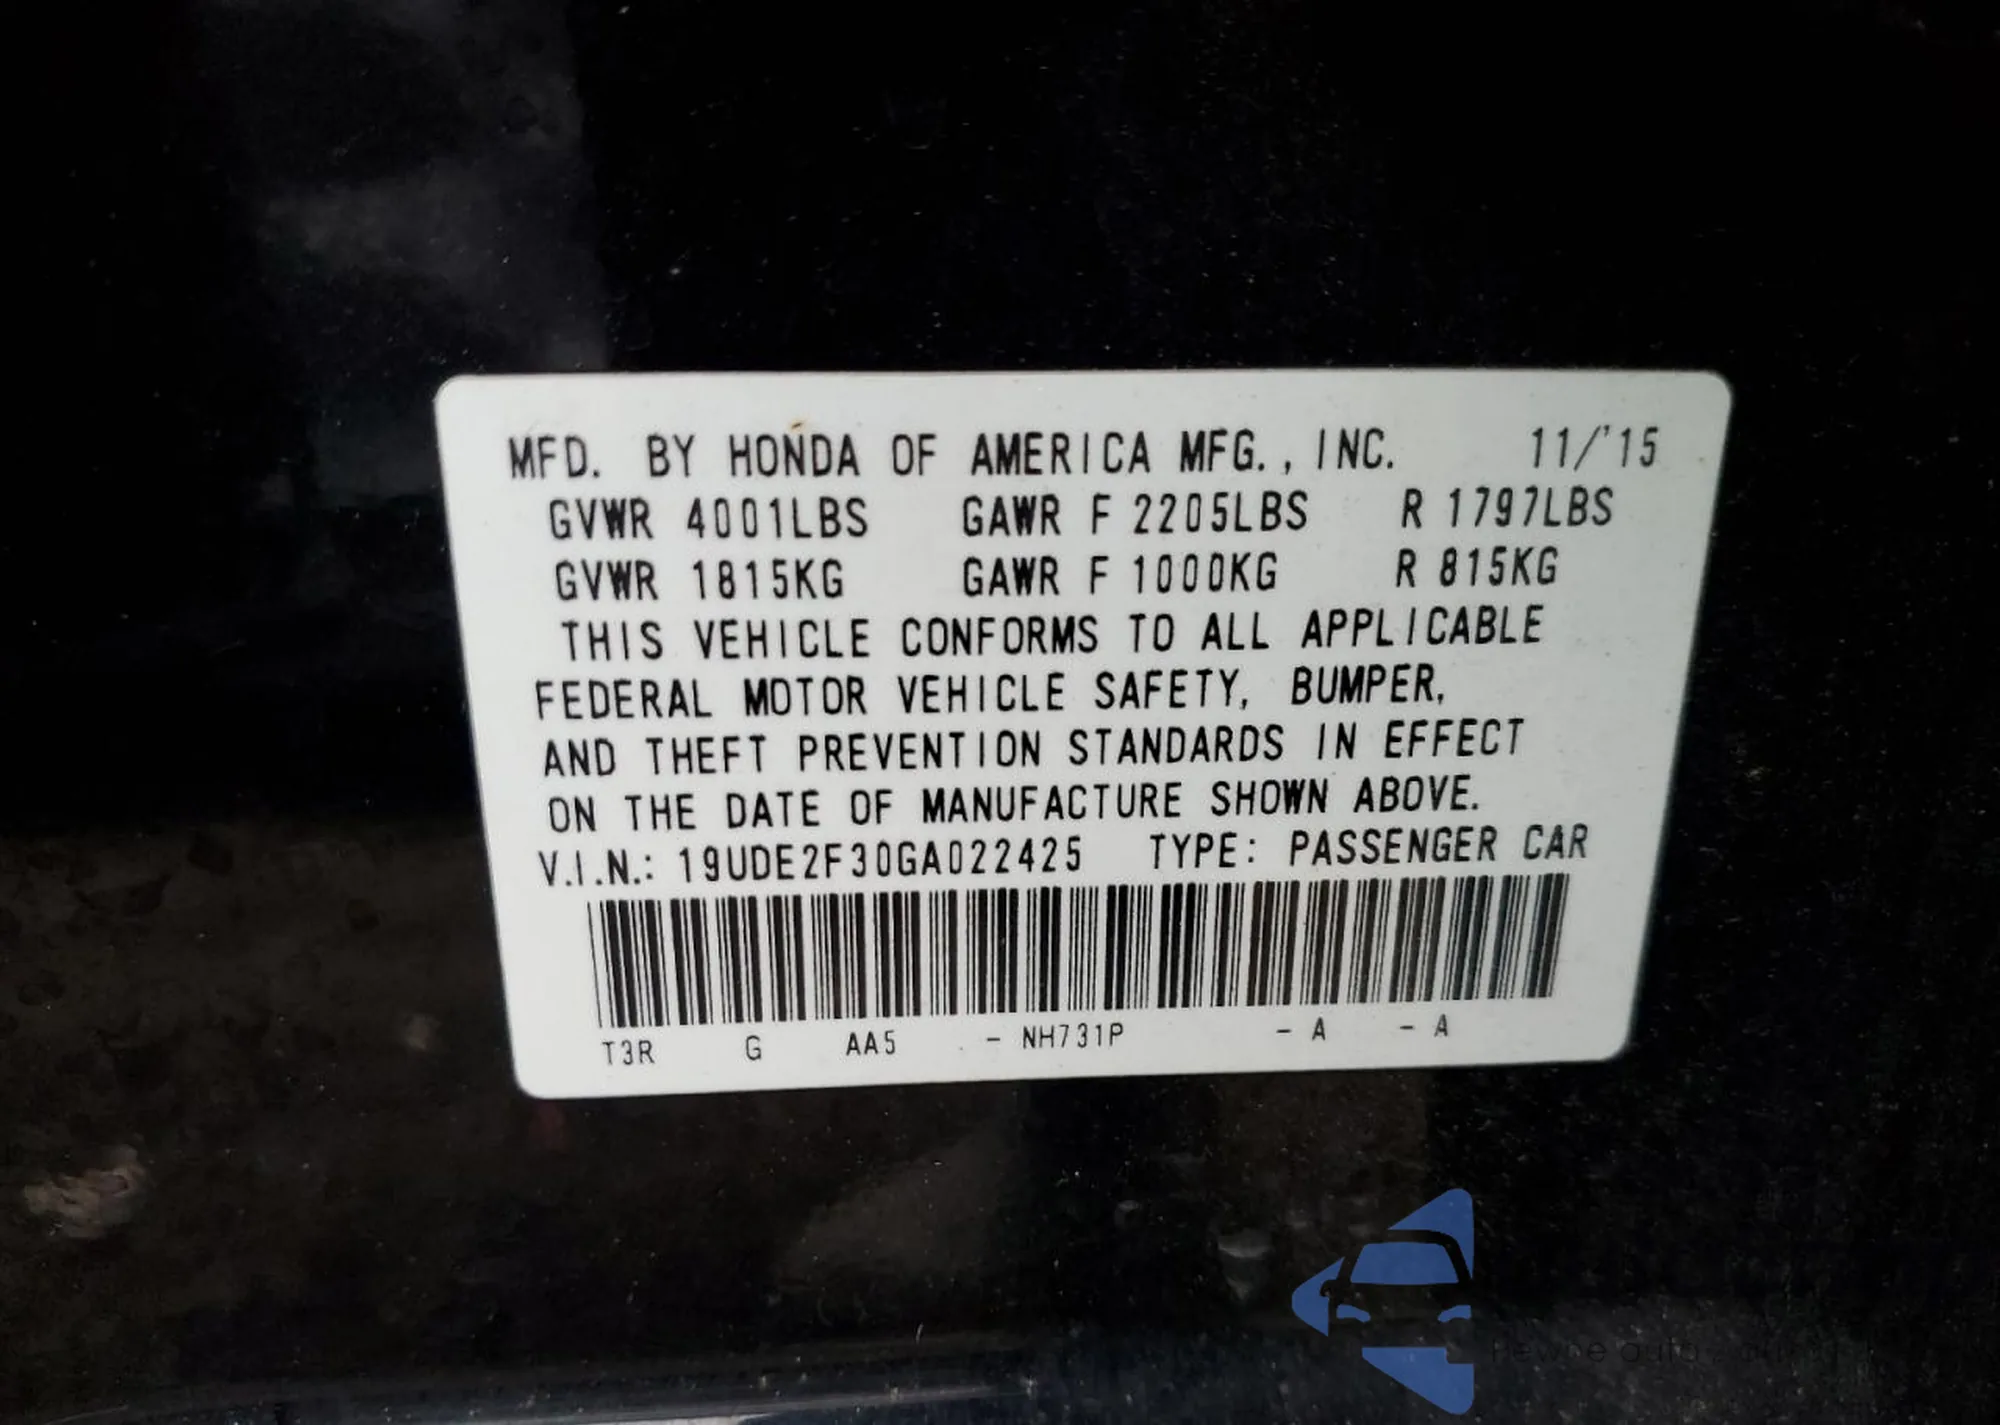 MFD. BY HONDA OF AMERICA MFG., INC. 11/'15
GVWR 4001LBS GAWR F 2205LBS R 1797LBS
GVWR 1815KG GAWR F 1000KG R 815KG
THIS VEHICLE CONFORMS TO ALL APPLICABLE
FEDERAL MOTOR VEHICLE SAFETY, BUMPER,
AND THEFT PREVENTION STANDARDS IN EFFECT
ON THE DATE OF MANUFACTURE SHOWN ABOVE.
V.I.N.: 19UDE2F30GA022425 TYPE: PASSENGER CAR
T3R G AA5 - NH731P - A - A
auto